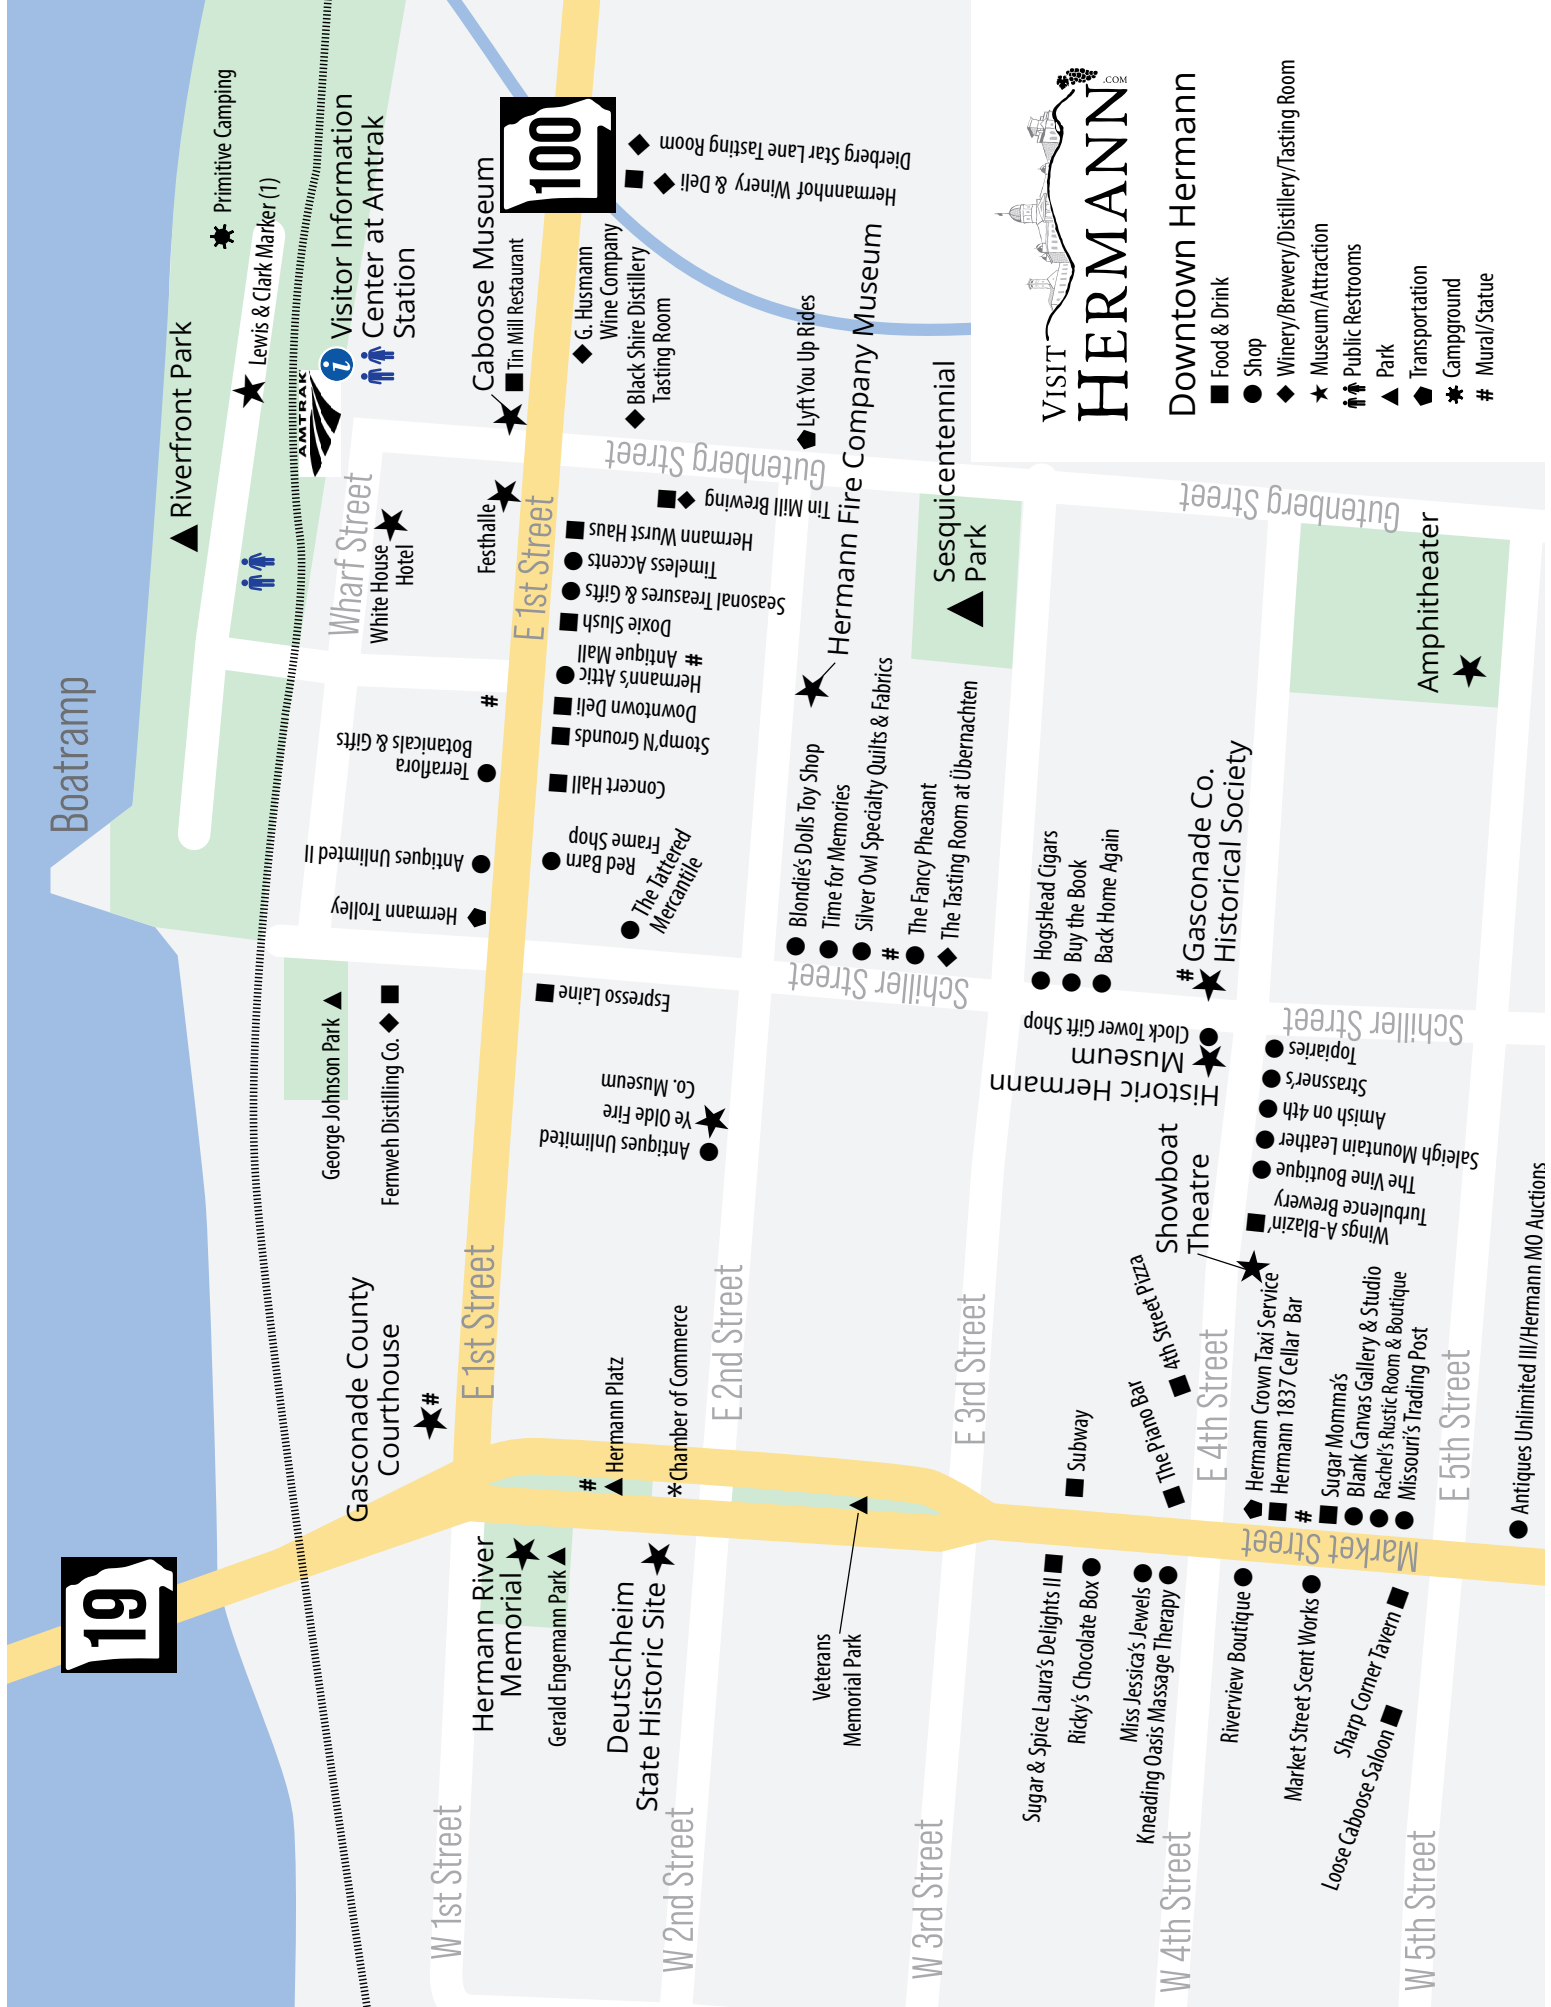 Boatramp
Riverfront Park
Primitive Camping
Lewis & Clark Marker (1)
AMTRAK
i
Visitor Information
Center at Amtrak
Station
Wharf Street
White House
Hotel
Festhalle
Caboose Museum
Tin Mill Restaurant
100
G. Husmann
Wine Company
Black Shire Distillery
Tasting Room
Hermannhof Winery & Deli
Dierberg Star Lane Tasting Room
Lyft You Up Rides
Gutenberg Street
Tin Mill Brewing
Hermann Wurst Haus
Timeless Accents
Seasonal Treasures & Gifts
Doxie Slush
Antique Mall
#
Hermann's Attic
Downtown Deli
Stomp'N Grounds
Concert Hall
Red Barn
Frame Shop
The Tattered
Mercantile
E 1st Street
#
Terraflora
Botanicals & Gifts
Antiques Unlimted II
Hermann Trolley
George Johnson Park
Fernweh Distilling Co.
Espresso Laine
Ye Olde Fire
Co. Museum
Antiques Unlimited
Hermann Fire Company Museum
Sesquicentennial
Park
Blondie's Dolls Toy Shop
Time for Memories
Silver Owl Specialty Quilts & Fabrics
#
The Fancy Pheasant
The Tasting Room at Übernachten
Schiller Street
HogsHead Cigars
Buy the Book
Back Home Again
#
Gasconade Co.
Historical Society
Clock Tower Gift Shop
Historic Hermann
Museum
Gutenberg Street
Amphitheater
Schiller Street
Topiaries
Strassner's
Amish on 4th
Saleigh Mountain Leather
The Vine Boutique
Turbulence Brewery
Wings-A-Blazin'
Showboat
Theatre
19
Gasconade County
Courthouse
#
E 1st Street
#
Hermann Platz
*Chamber of Commerce
E 2nd Street
E 3rd Street
Subway
The Piano Bar
4th Street Pizza
E 4th Street
Hermann Crown Taxi Service
Hermann 1837 Cellar Bar
#
Sugar Momma's
Blank Canvas Gallery & Studio
Rachel's Rustic Room & Boutique
Missouri's Trading Post
E 5th Street
Antiques Unlimited III/Hermann MO Auctions
Market Street
Hermann River
Memorial
Gerald Engemann Park
Deutschheim
State Historic Site
Veterans
Memorial Park
Sugar & Spice Laura's Delights II
Ricky's Chocolate Box
Miss Jessica's Jewels
Kneading Oasis Massage Therapy
Riverview Boutique
Market Street Scent Works
Sharp Corner Tavern
Loose Caboose Saloon
W 1st Street
W 2nd Street
W 3rd Street
W 4th Street
W 5th Street
VISIT
HERMANN
.COM
Downtown Hermann
Food & Drink
Shop
Winery/Brewery/Distillery/Tasting Room
Museum/Attraction
Public Restrooms
Park
Transportation
Campground
# Mural/Statue